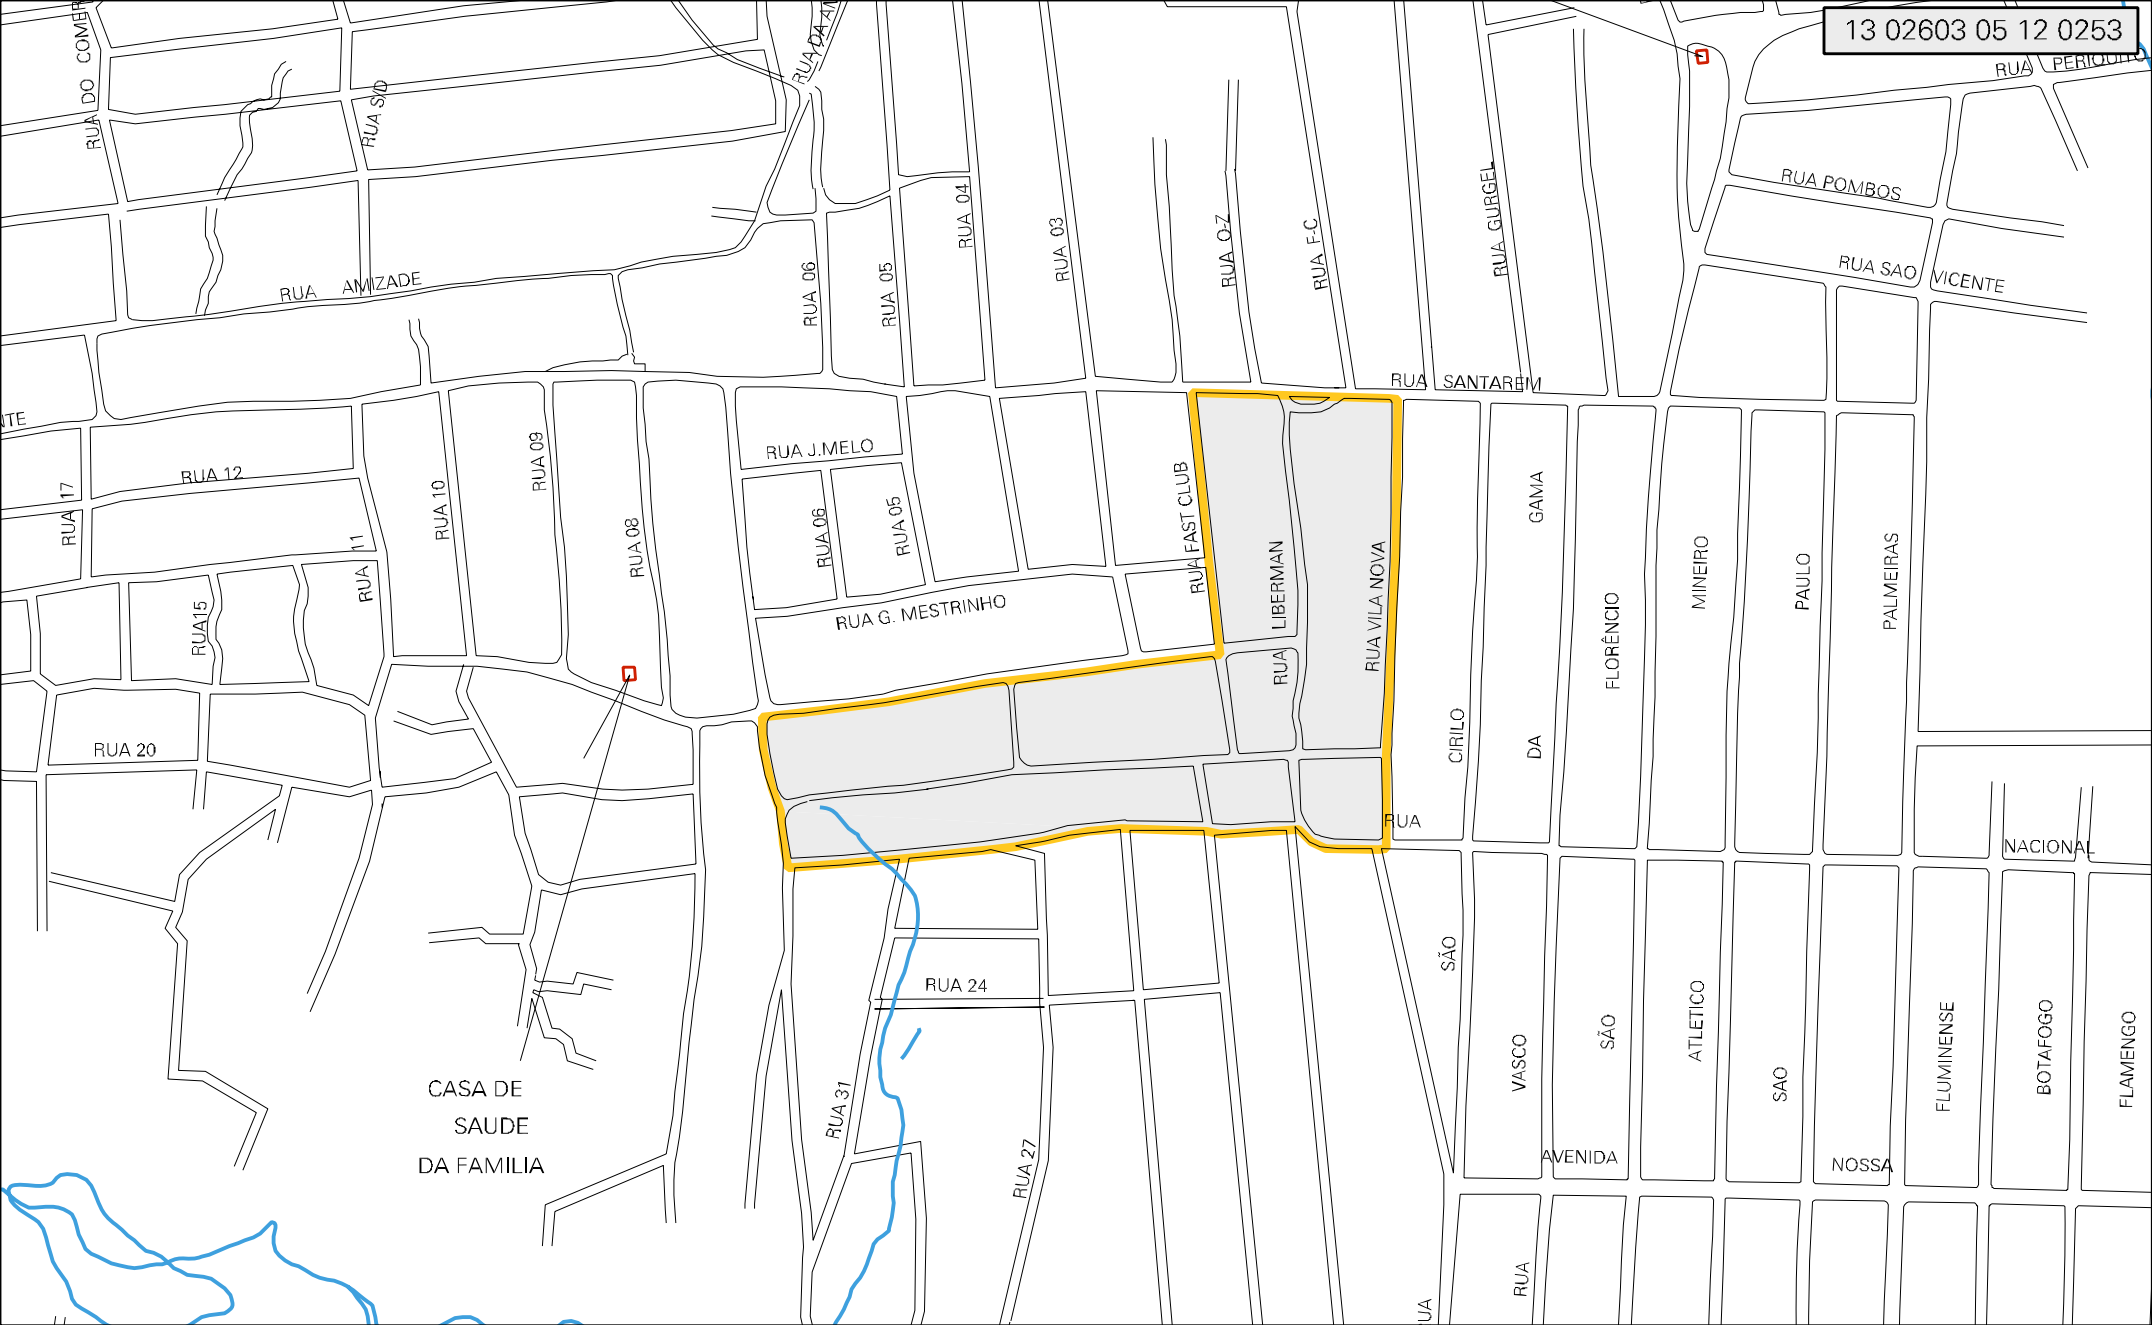 13 02603 05 12 0253
RUA DO COMER
RUA S/D
RUA DA AM
RUA PERIQUITO
RUA POMBOS
RUA SAO VICENTE
RUA AMIZADE
RUA 06
RUA 05
RUA 04
RUA 03
RUA O-Z
RUA F-C
RUA GURGEL
RUA SANTAREM
NTE
RUA 12
RUA 17
RUA 11
RUA 10
RUA 09
RUA 08
RUA J.MELO
RUA 06
RUA 05
RUA FAST CLUB
RUA LIBERMAN
RUA VILA NOVA
RUA G. MESTRINHO
RUA15
RUA 20
GAMA
DA
VASCO
RUA
CIRILO
SÃO
UA
FLORÊNCIO
SÃO
MINEIRO
ATLETICO
PAULO
SAO
PALMEIRAS
RUA
NACIONAL
FLUMINENSE
BOTAFOGO
FLAMENGO
RUA 24
RUA 31
RUA 27
AVENIDA NOSSA
CASA DE
SAUDE
DA FAMILIA